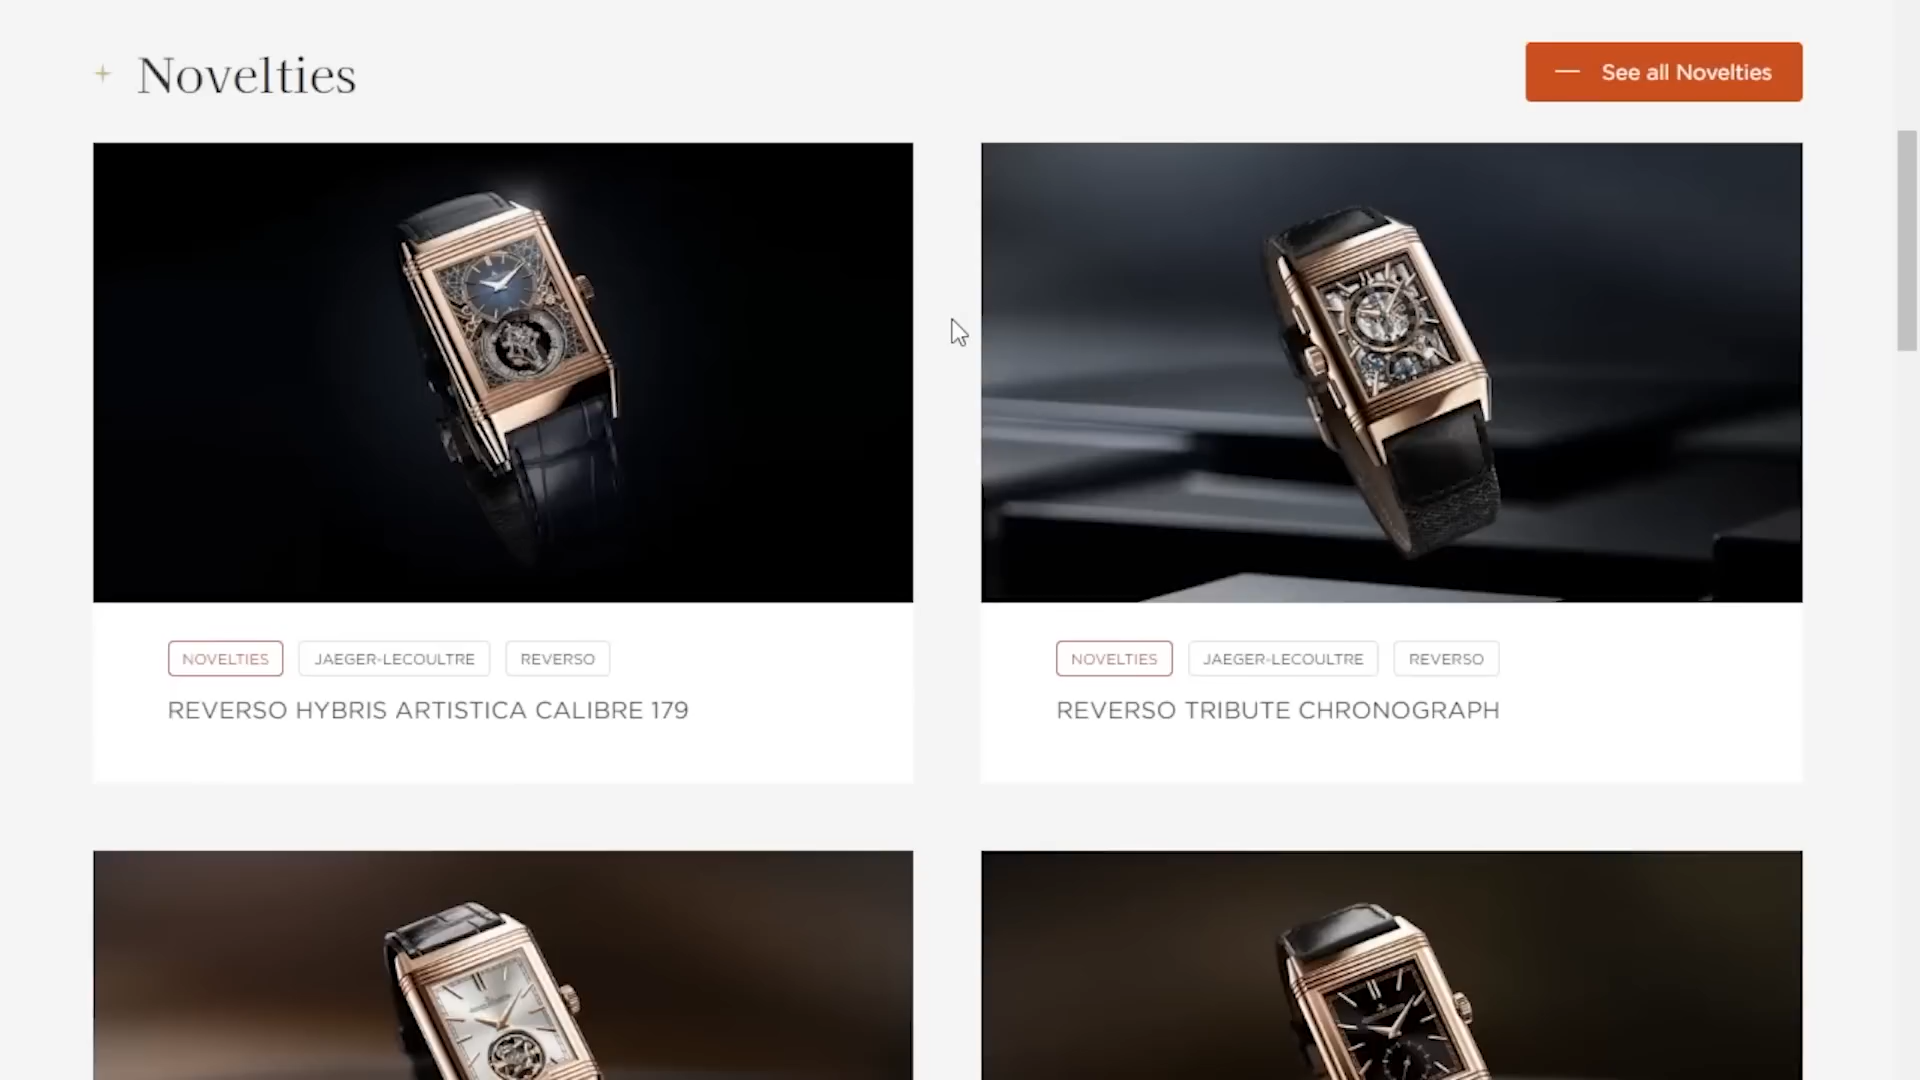 Novelties
See all Novelties
NOVELTIES
JAEGER-LECOULTRE
REVERSO
REVERSO HYBRIS ARTISTICA CALIBRE 179
NOVELTIES
JAEGER-LECOULTRE
REVERSO
REVERSO TRIBUTE CHRONOGRAPH